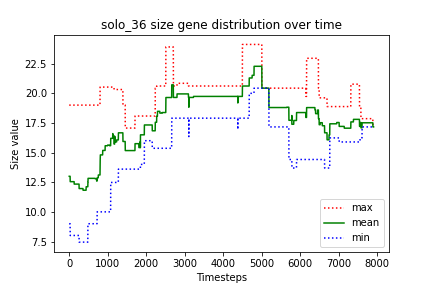 solo_36 size gene distribution over time
Size value
22.5
20.0
17.5
15.0
12.5
10.0
7.5
0 1000 2000 3000 4000 5000 6000 7000 8000
Timesteps
max
mean
min